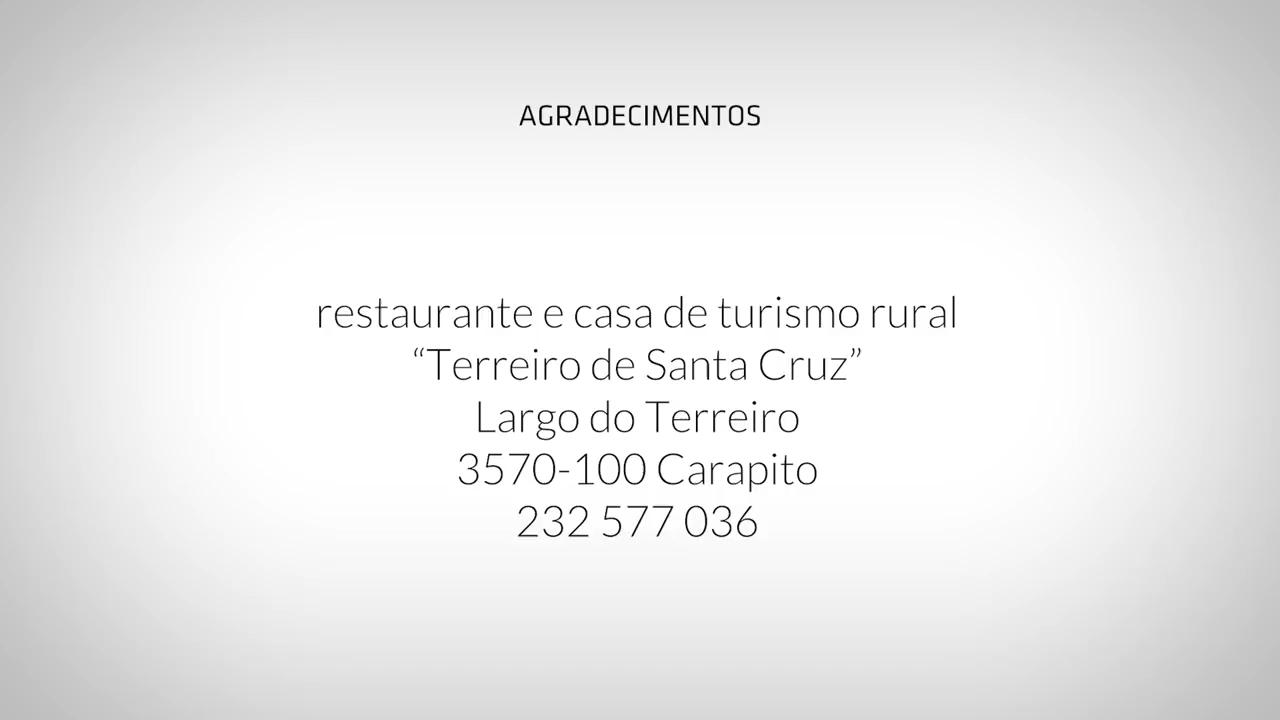 AGRADECIMENTOS
restaurante e casa de turismo rural
“Terreiro de Santa Cruz”
Largo do Terreiro
3570-100 Carapito
232 577 036